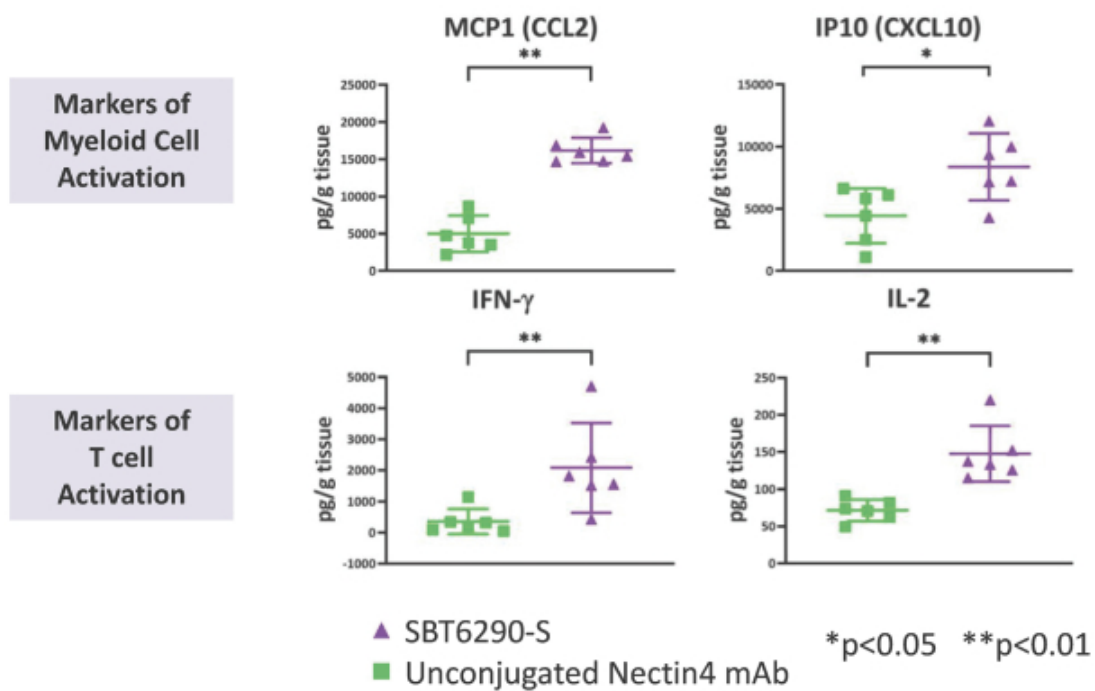 MCP1 (CCL2)
**
pg/g tissue
25000
20000
15000
10000
5000
0
IP10 (CXCL10)
*
pg/g tissue
15000
10000
5000
0
Markers of
Myeloid Cell
Activation
IFN-γ
**
pg/g tissue
5000
4000
3000
2000
1000
0
-1000
IL-2
**
pg/g tissue
250
200
150
100
50
0
Markers of
T cell
Activation
SBT6290-S
Unconjugated Nectin4 mAb
*p<0.05 **p<0.01